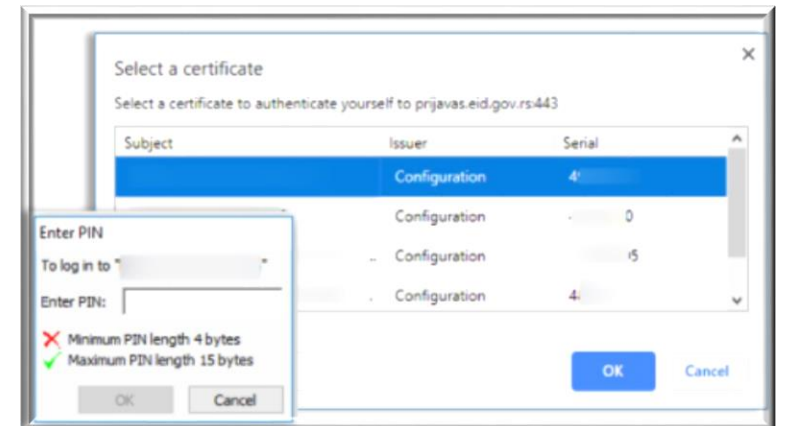 Select a certificate
Select a certificate to authenticate yourself to prijavas.eid.gov.rs:443
Subject Issuer Serial
Configuration
Configuration 0
Configuration
Configuration
OK Cancel
Enter PIN
To log in to " "
Enter PIN:
Minimum PIN length 4 bytes
Maximum PIN length 15 bytes
OK Cancel